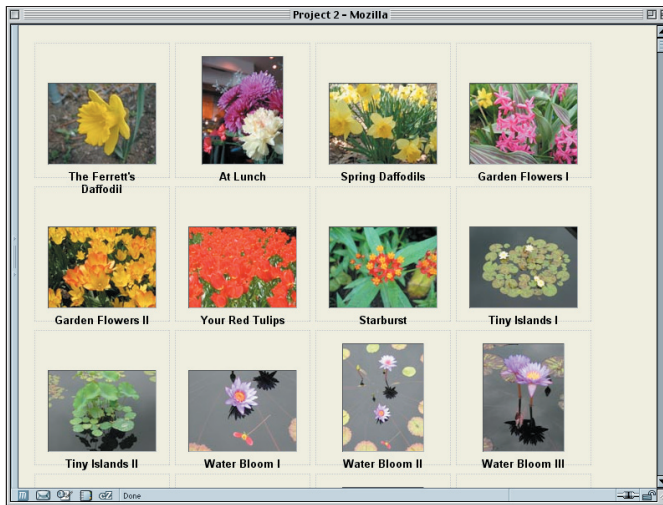 Project 2 - Mozilla
The Ferrett's
Daffodil
At Lunch
Spring Daffodils
Garden Flowers I
Garden Flowers II
Your Red Tulips
Starburst
Tiny Islands I
Tiny Islands II
Water Bloom I
Water Bloom II
Water Bloom III
Done